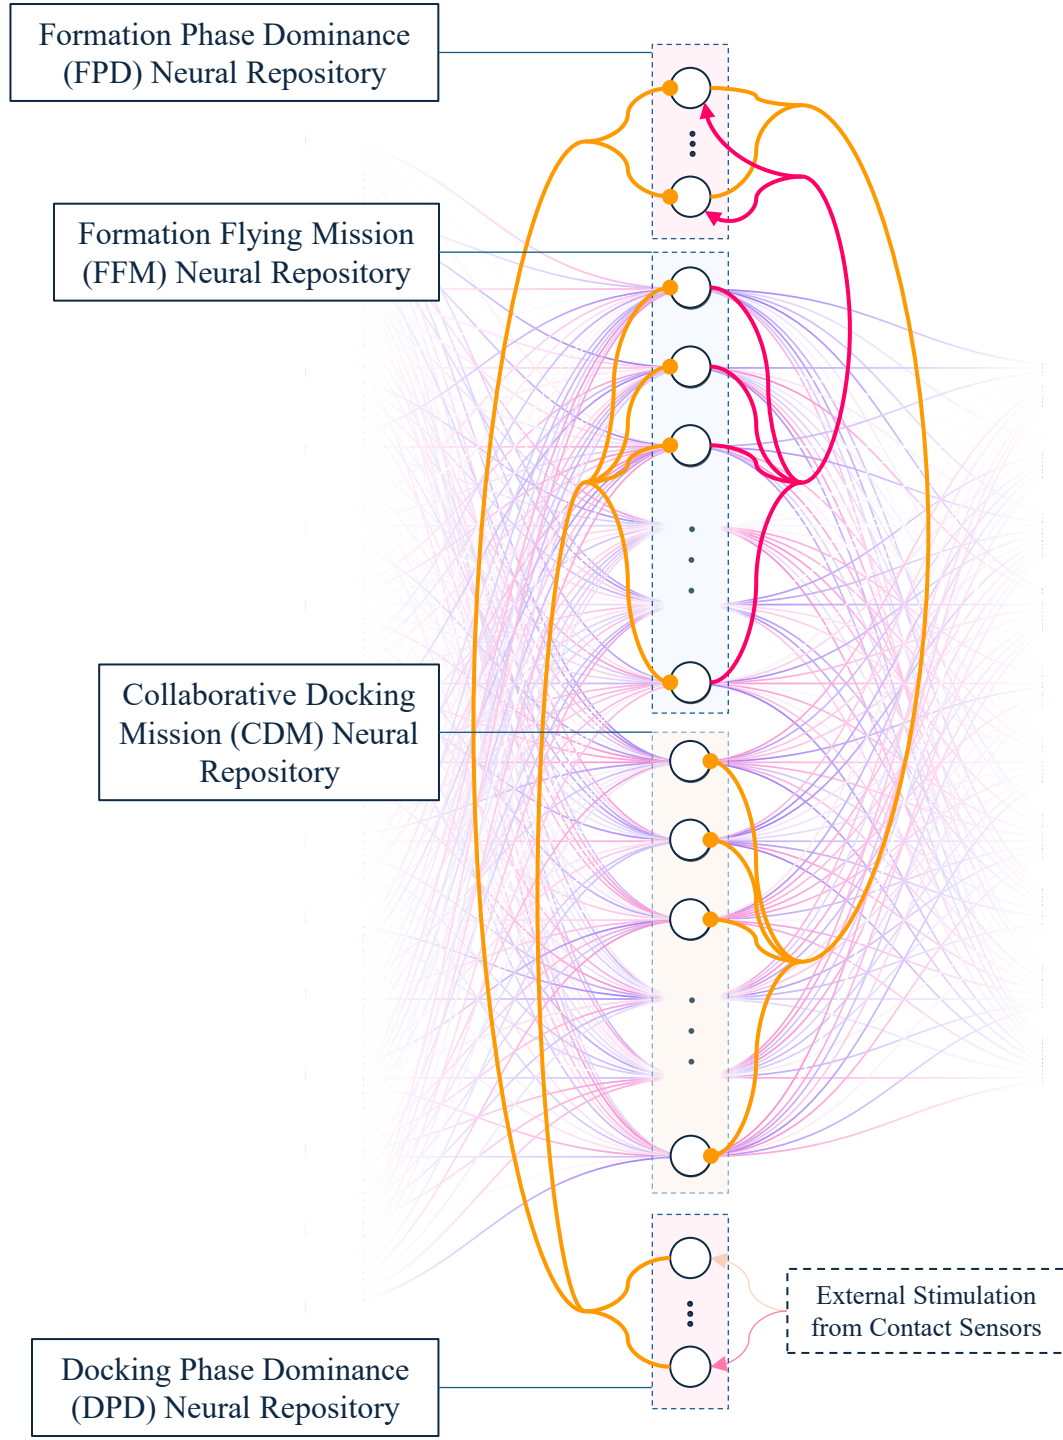 Formation Phase Dominance
(FPD) Neural Repository
Formation Flying Mission
(FFM) Neural Repository
Collaborative Docking
Mission (CDM) Neural
Repository
External Stimulation
from Contact Sensors
Docking Phase Dominance
(DPD) Neural Repository